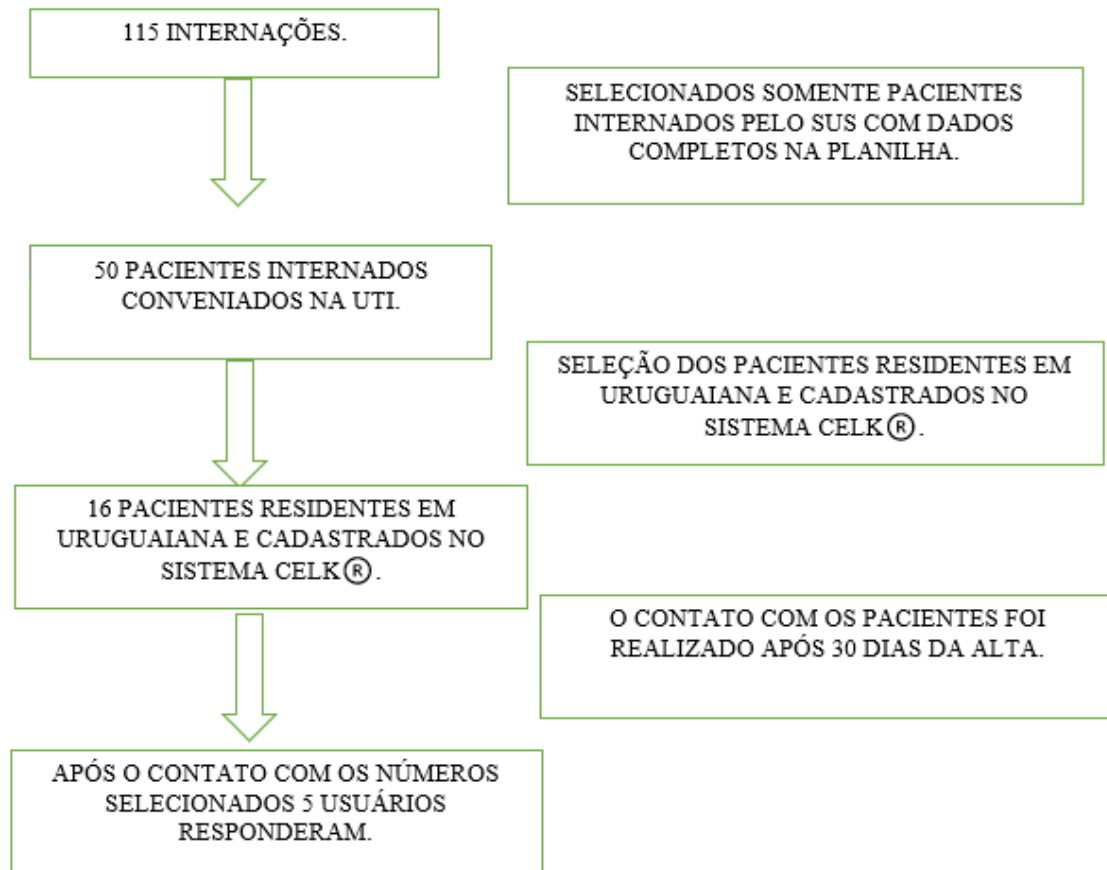 115 INTERNAÇÕES.
SELECIONADOS SOMENTE PACIENTES
INTERNADOS PELO SUS COM DADOS
COMPLETOS NA PLANILHA.
50 PACIENTES INTERNADOS
CONVENIADOS NA UTI.
SELEÇÃO DOS PACIENTES RESIDENTES EM
URUGUAIANA E CADASTRADOS NO
SISTEMA CELK®.
16 PACIENTES RESIDENTES EM
URUGUAIANA E CADASTRADOS NO
SISTEMA CELK®.
O CONTATO COM OS PACIENTES FOI
REALIZADO APÓS 30 DIAS DA ALTA.
APÓS O CONTATO COM OS NÚMEROS
SELECIONADOS 5 USUÁRIOS
RESPONDERAM.